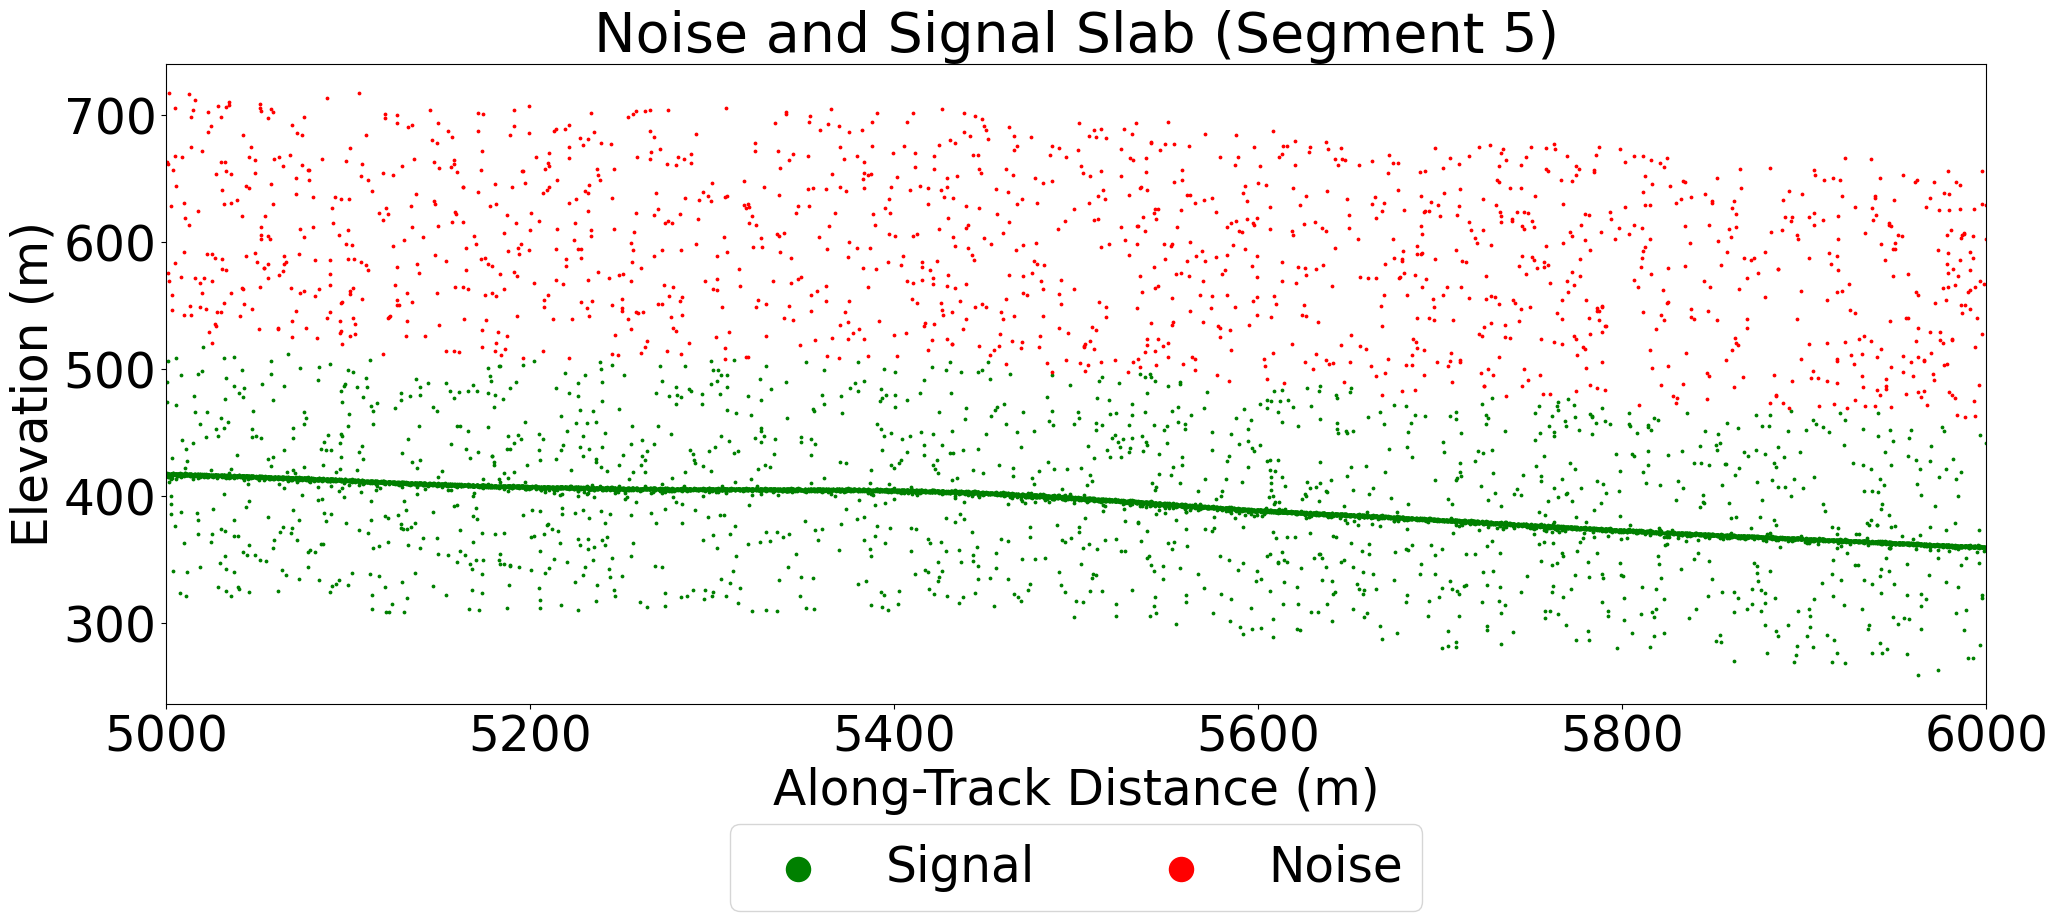 Noise and Signal Slab (Segment 5)
Elevation (m)
700
600
500
400
300
5000 5200 5400 5600 5800 6000
Along-Track Distance (m)
Signal Noise